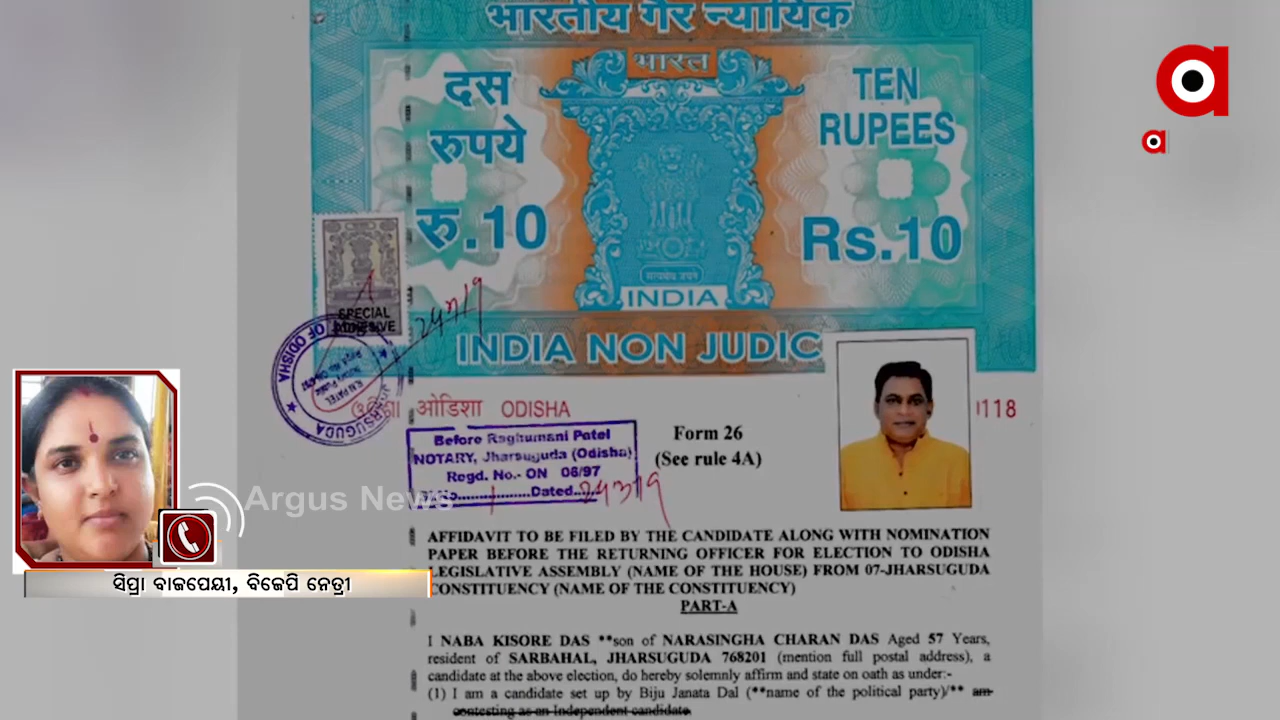 भारतीय गैर न्यायिक
भारत
दस
रुपये
रु.10
TEN
RUPEES
Rs.10
सत्यमेव जयते
INDIA
INDIA NON JUDIC
SPECIAL
ADHESIVE
OF ODISHA
JHARSUGUDA
ଓଡ଼ିଶା ओडिशा ODISHA
118
Before Raghumani Patel
NOTARY, Jharsuguda (Odisha)
Regd. No.- ON 06/97
Dated
Form 26
(See rule 4A)
AFFIDAVIT TO BE FILED BY THE CANDIDATE ALONG WITH NOMINATION
PAPER BEFORE THE RETURNING OFFICER FOR ELECTION TO ODISHA
LEGISLATIVE ASSEMBLY (NAME OF THE HOUSE) FROM 07-JHARSUGUDA
CONSTITUENCY (NAME OF THE CONSTITUENCY)
PART-A
I NABA KISORE DAS **son of NARASINGHA CHARAN DAS Aged 57 Years,
resident of SARBAHAL, JHARSUGUDA 768201 (mention full postal address), a
candidate at the above election, do hereby solemnly affirm and state on oath as under:-
(1) I am a candidate set up by Biju Janata Dal (**name of the political party)/** am
contesting as an Independent candidate.
Argus News
ସିପ୍ରା ବାଜପେୟୀ, ବିଜେପି ନେତ୍ରୀ